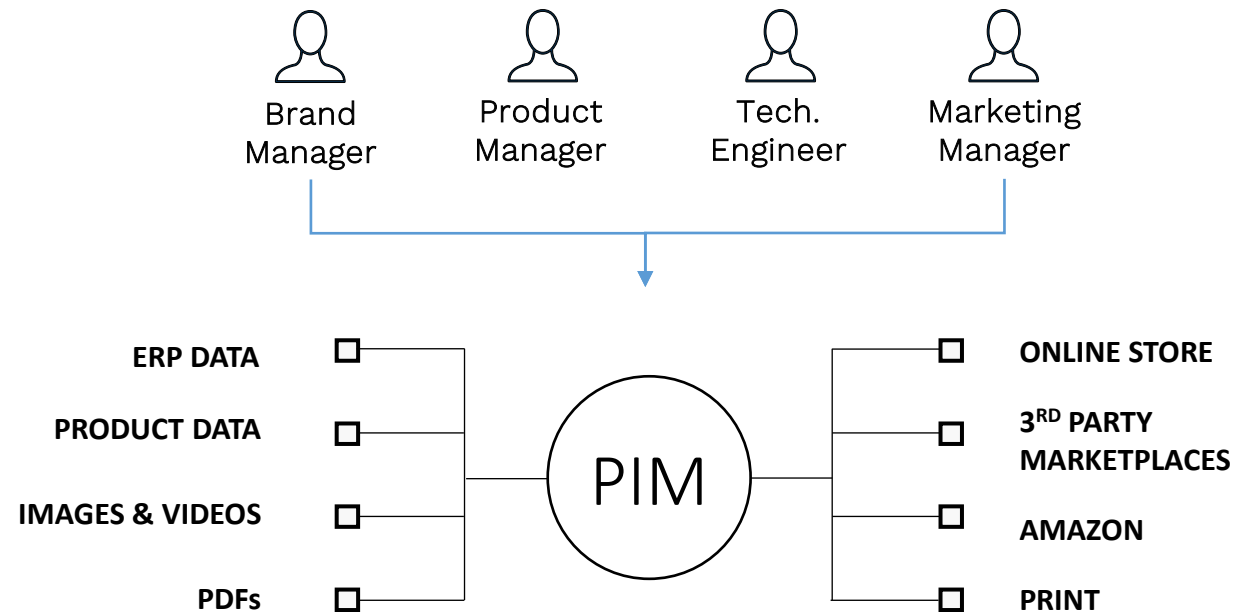 Brand
Manager
Product
Manager
Tech.
Engineer
Marketing
Manager
ERP DATA
PRODUCT DATA
IMAGES & VIDEOS
PDFs
PIM
ONLINE STORE
3RD PARTY
MARKETPLACES
AMAZON
PRINT